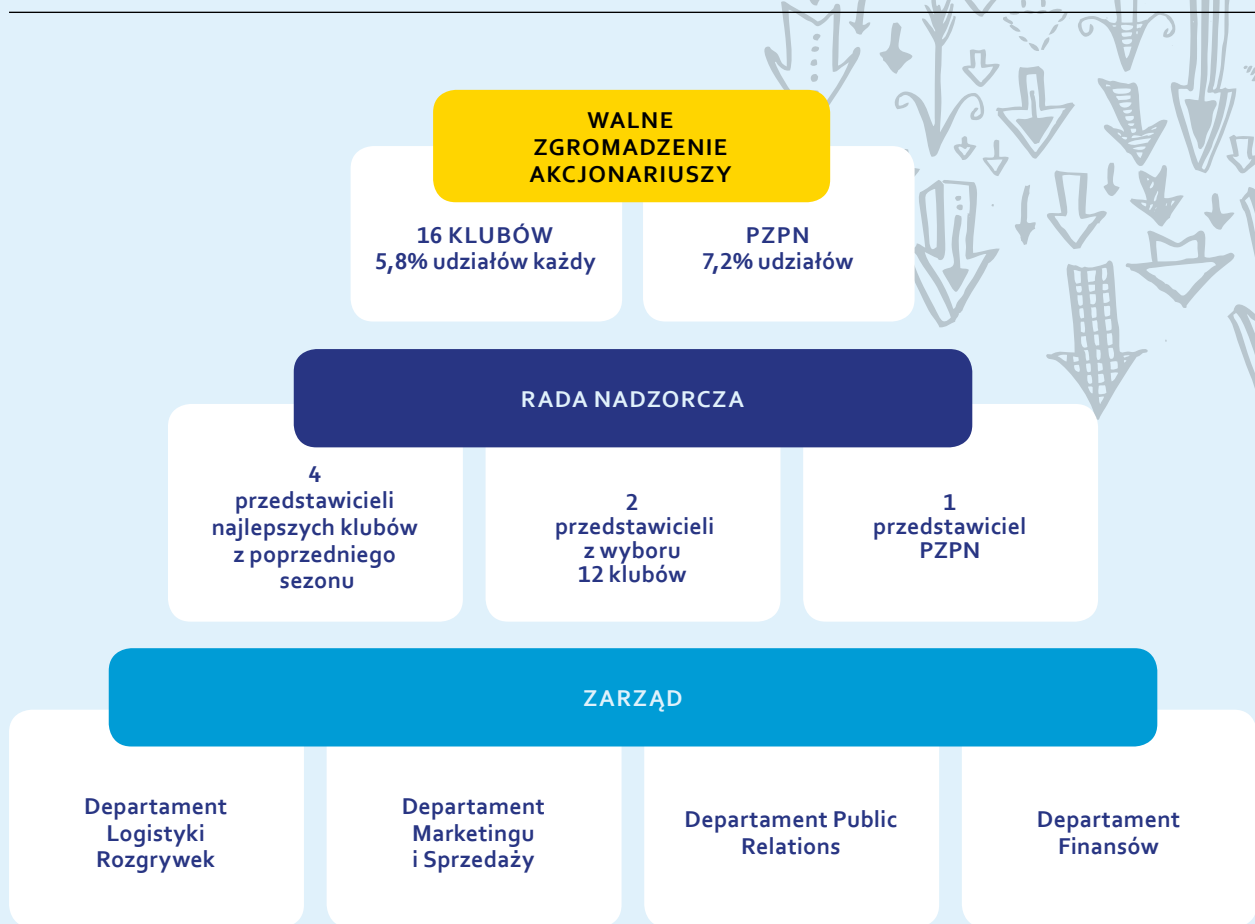 WALNE
ZGROMADZENIE
AKCJONARIUSZY
16 KLUBÓW
5,8% udziałów każdy
PZPN
7,2% udziałów
RADA NADZORCZA
4
przedstawicieli
najlepszych klubów
z poprzedniego
sezonu
2
przedstawicieli
z wyboru
12 klubów
1
przedstawiciel
PZPN
ZARZĄD
Departament
Logistyki
Rozgrywek
Departament
Marketingu
i Sprzedaży
Departament Public
Relations
Departament
Finansów